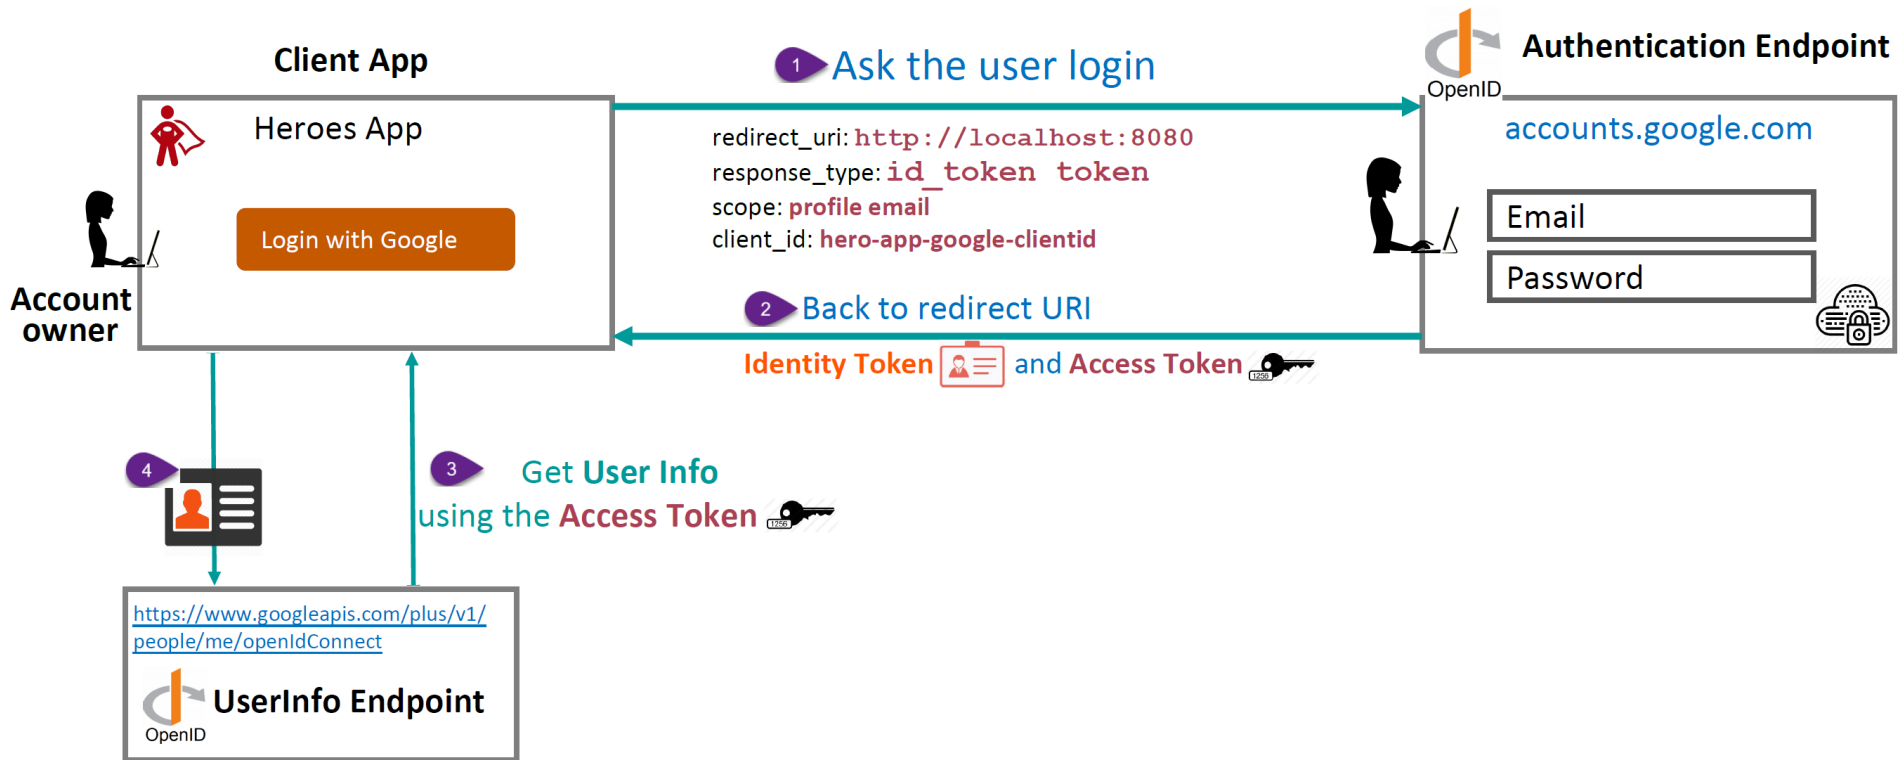 Client App
1 Ask the user login
OpenID
Authentication Endpoint
Heroes App
Login with Google
Account
owner
redirect_uri: http://localhost:8080
response_type: id_token token
scope: profile email
client_id: hero-app-google-clientid
accounts.google.com
Email
Password
2 Back to redirect URI
Identity Token and Access Token
1256
4
3 Get User Info
using the Access Token
1256
https://www.googleapis.com/plus/v1/
people/me/openIdConnect
OpenID
UserInfo Endpoint